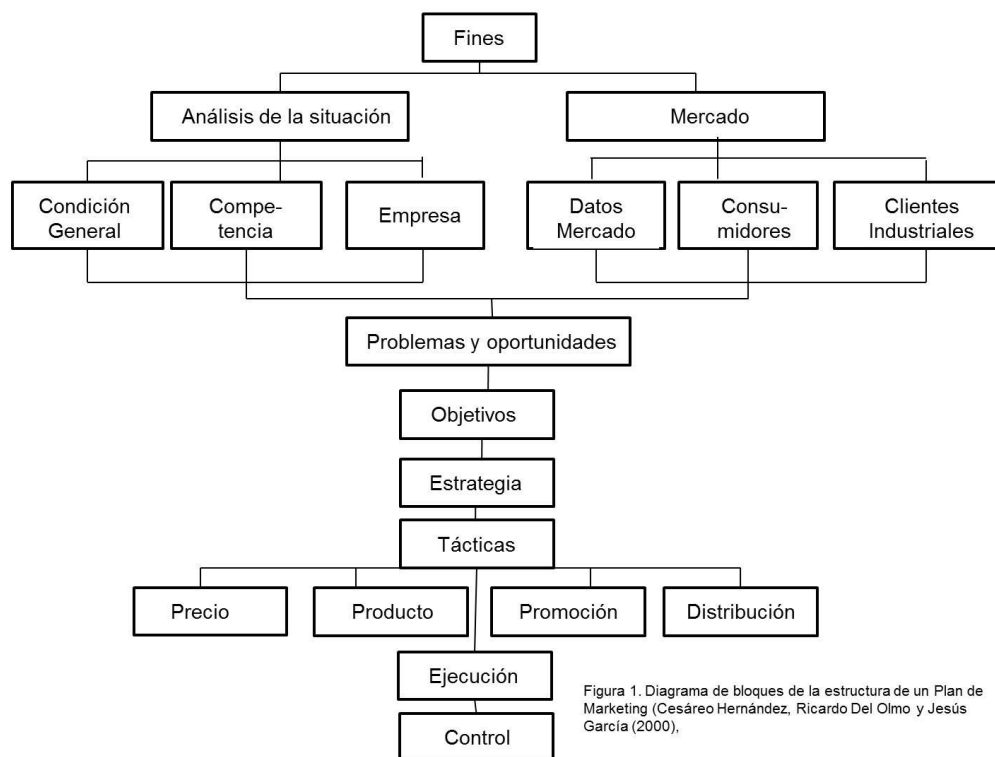 Fines
Análisis de la situación
Mercado
Condición
General
Compe-
tencia
Empresa
Datos
Mercado
Consu-
midores
Clientes
Industriales
Problemas y oportunidades
Objetivos
Estrategia
Tácticas
Precio
Producto
Promoción
Distribución
Ejecución
Control
Figura 1. Diagrama de bloques de la estructura de un Plan de
Marketing (Cesáreo Hernández, Ricardo Del Olmo y Jesús
García (2000),